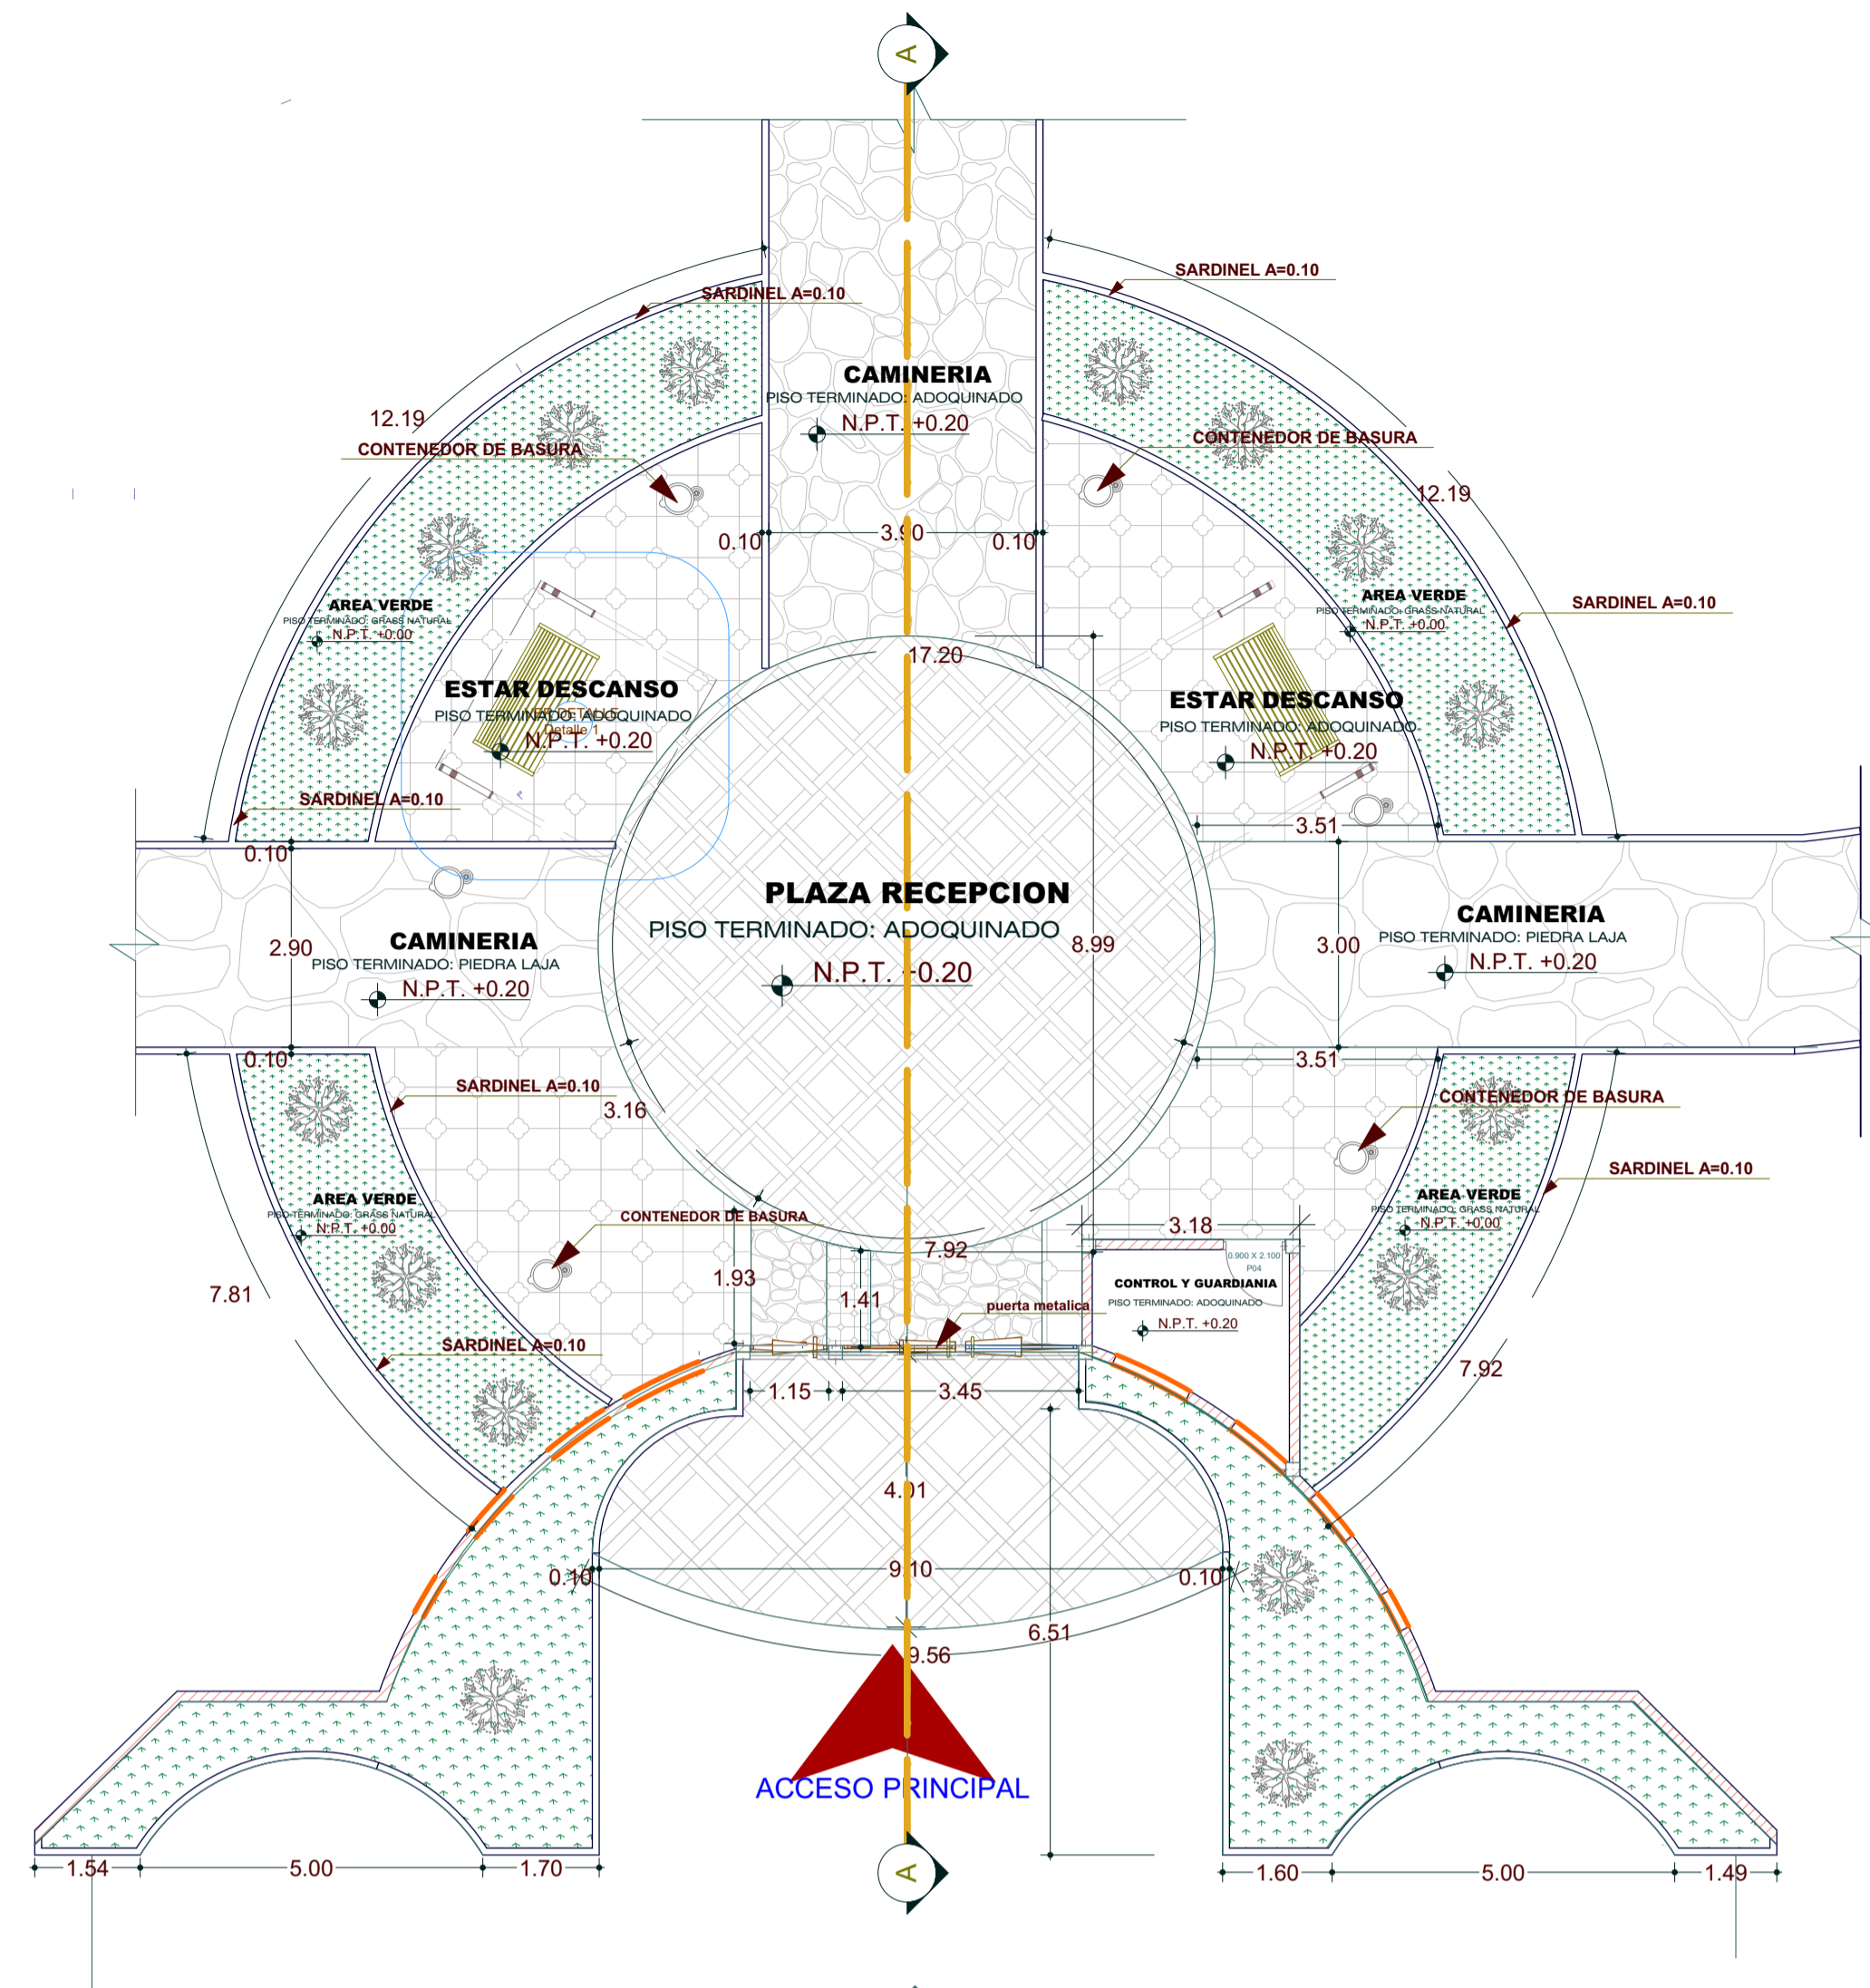 A
SARDINEL A=0.10
SARDINEL A=0.10
CAMINERIA
PISO TERMINADO: ADOQUINADO
N.P.T. +0.20
12.19
CONTENEDOR DE BASURA
CONTENEDOR DE BASURA
12.19
0.10
3.90
0.10
AREA VERDE
PISO TERMINADO: GRASS NATURAL
N.P.T. +0.00
AREA VERDE
PISO TERMINADO: GRASS NATURAL
N.P.T. +0.00
SARDINEL A=0.10
17.20
ESTAR DESCANSO
PISO TERMINADO: ADOQUINADO
Detalle 1
N.P.T. +0.20
ESTAR DESCANSO
PISO TERMINADO: ADOQUINADO
N.P.T. +0.20
SARDINEL A=0.10
3.51
0.10
PLAZA RECEPCION
PISO TERMINADO: ADOQUINADO
N.P.T. +0.20
8.99
2.90
CAMINERIA
PISO TERMINADO: PIEDRA LAJA
N.P.T. +0.20
3.00
CAMINERIA
PISO TERMINADO: PIEDRA LAJA
N.P.T. +0.20
0.10
3.51
SARDINEL A=0.10
3.16
CONTENEDOR DE BASURA
SARDINEL A=0.10
AREA VERDE
PISO TERMINADO: GRASS NATURAL
N.P.T. +0.00
CONTENEDOR DE BASURA
AREA VERDE
PISO TERMINADO: GRASS NATURAL
N.P.T. +0.00
3.18
7.92
0.900 X 2.100
P04
1.93
CONTROL Y GUARDIANIA
PISO TERMINADO: ADOQUINADO
N.P.T. +0.20
7.81
1.41
puerta metalica
SARDINEL A=0.10
7.92
1.15
3.45
4.01
0.10
9.10
0.10
6.51
9.56
ACCESO PRINCIPAL
1.54
5.00
1.70
A
1.60
5.00
1.49